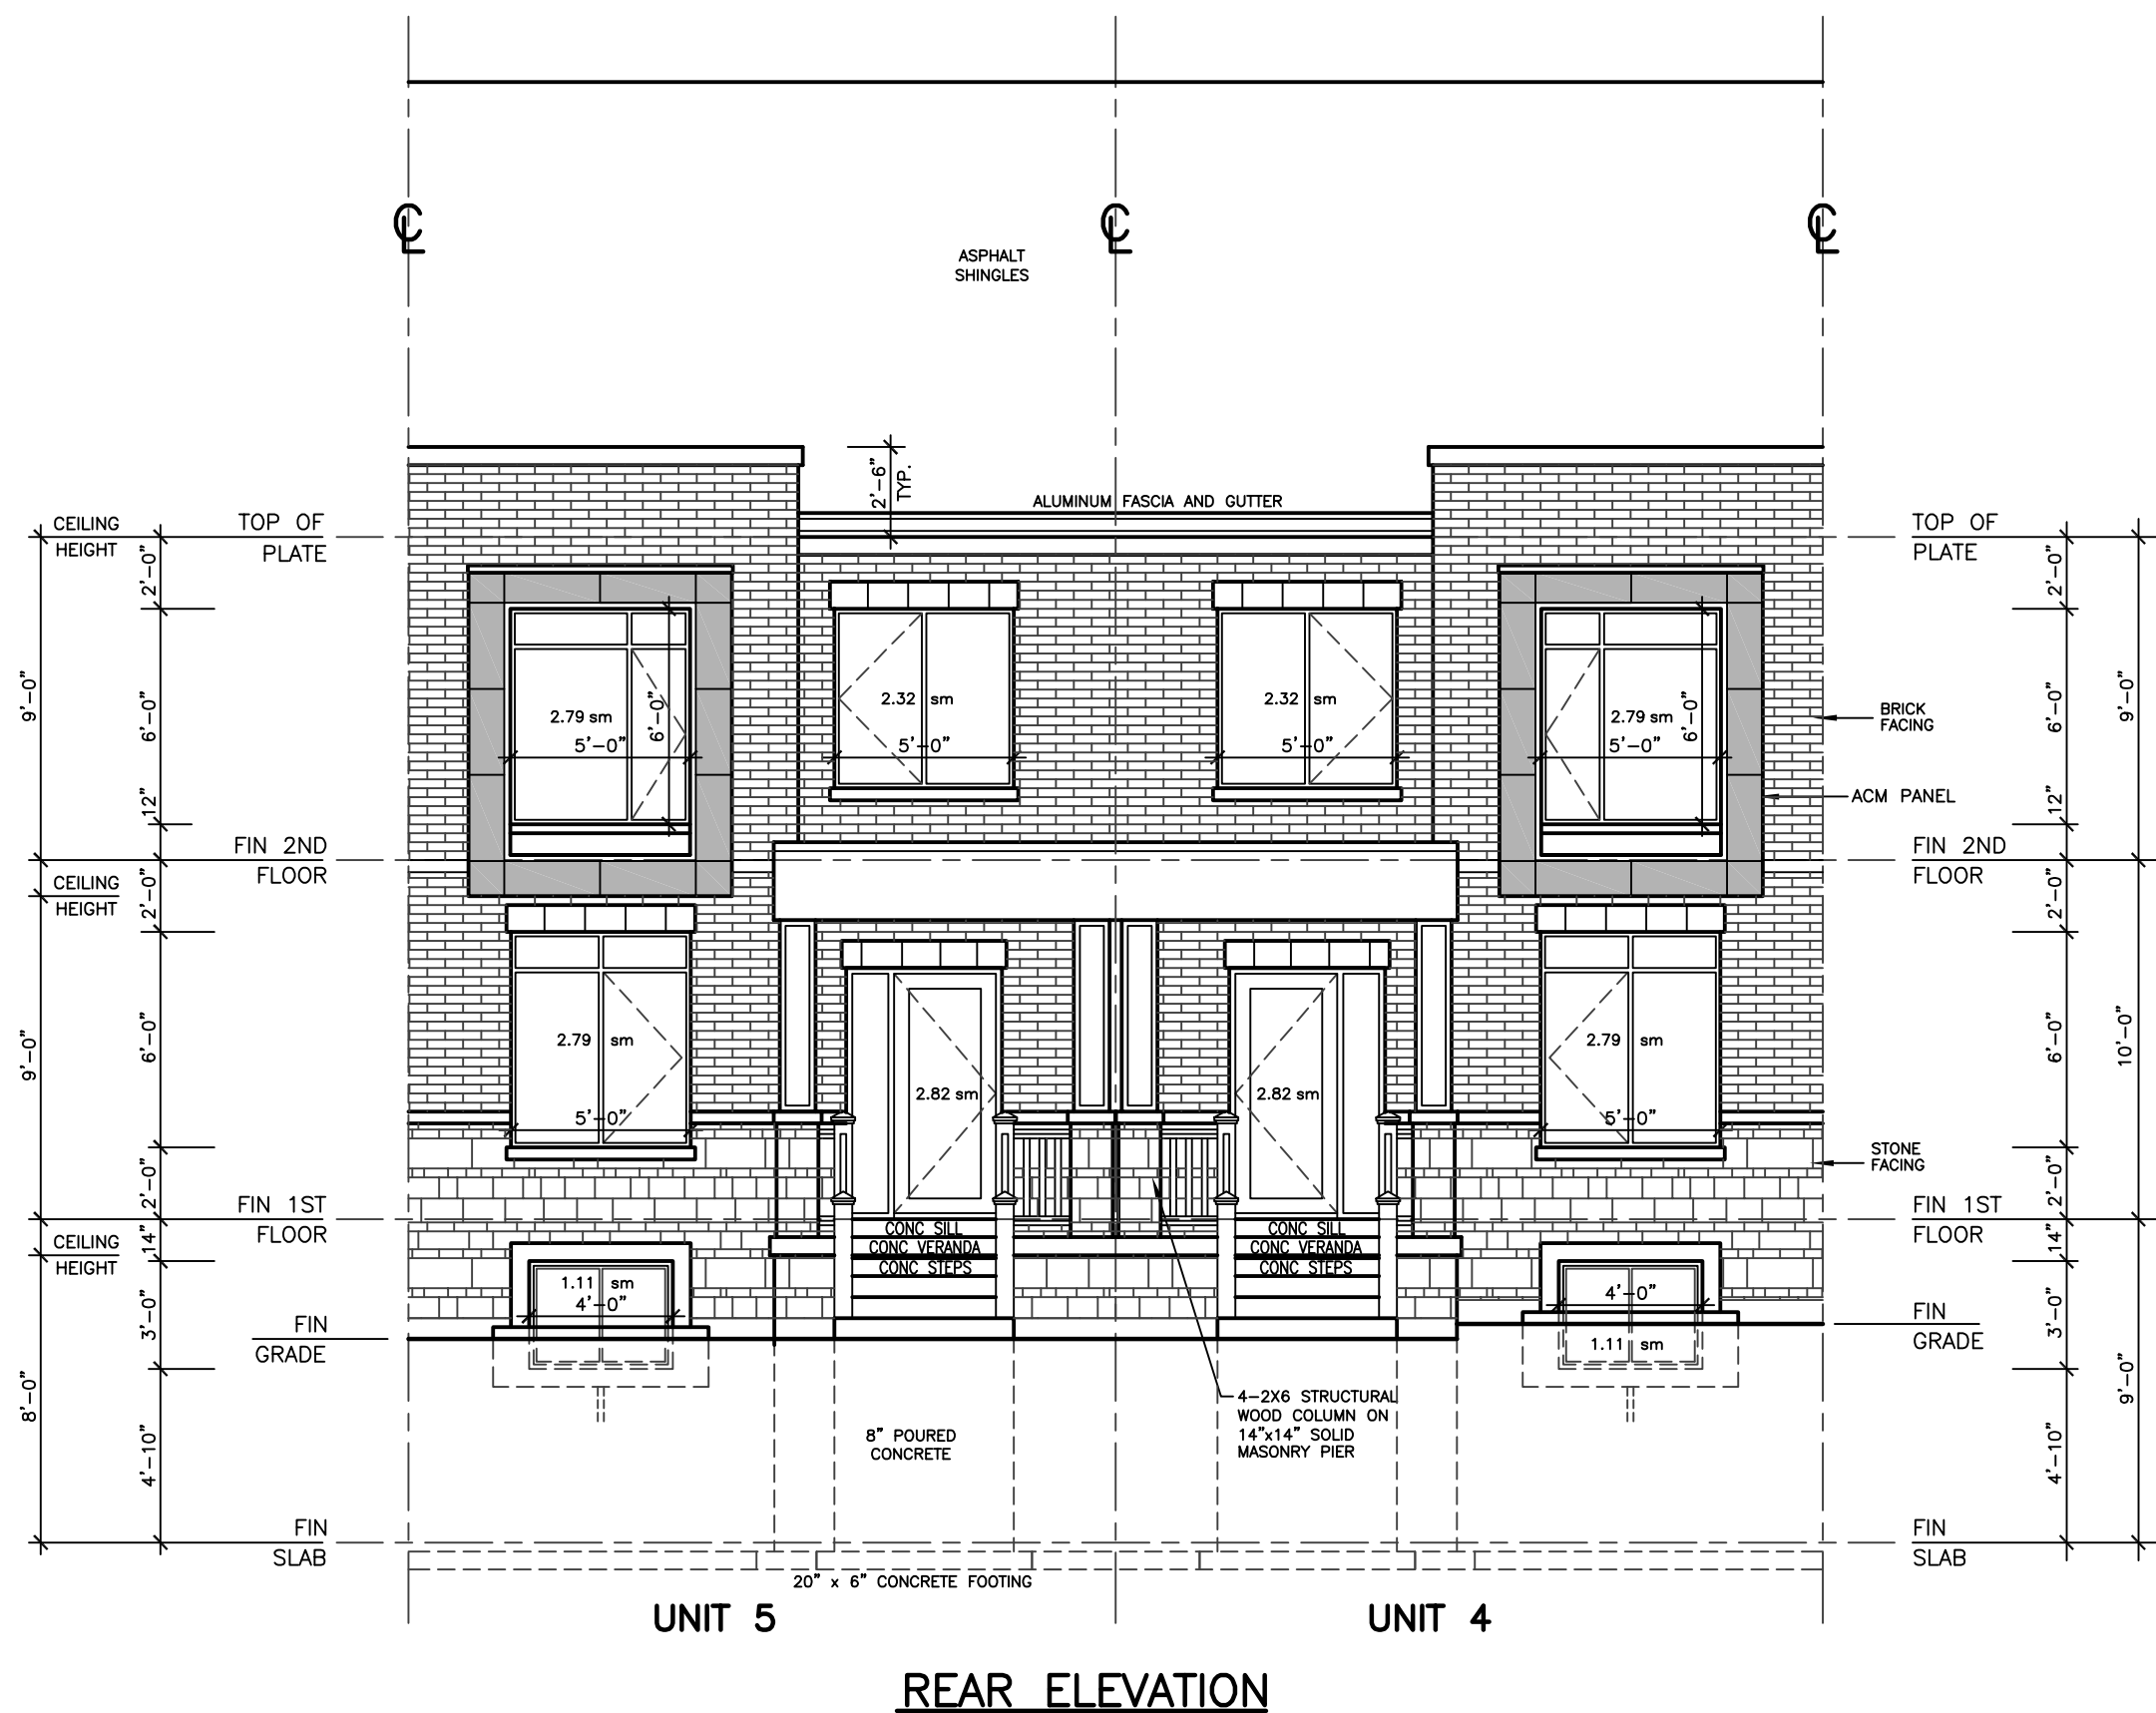 ℄
℄
℄
ASPHALT
SHINGLES
2'-6"
TYP.
ALUMINUM FASCIA AND GUTTER
CEILING
HEIGHT
TOP OF
PLATE
TOP OF
PLATE
2'-0"
2'-0"
9'-0"
6'-0"
2.79 sm
5'-0"
6'-0"
2.32 sm
5'-0"
2.32 sm
5'-0"
2.79 sm
5'-0"
6'-0"
BRICK
FACING
6'-0"
9'-0"
12"
ACM PANEL
12"
FIN 2ND
FLOOR
FIN 2ND
FLOOR
CEILING
HEIGHT
2'-0"
2'-0"
9'-0"
6'-0"
2.79 sm
5'-0"
2.82 sm
2.82 sm
2.79 sm
5'-0"
6'-0"
10'-0"
STONE
FACING
2'-0"
2'-0"
FIN 1ST
FLOOR
CONC SILL
CONC VERANDA
CONC STEPS
CONC SILL
CONC VERANDA
CONC STEPS
FIN 1ST
FLOOR
CEILING
HEIGHT
14"
14"
1.11 sm
4'-0"
4'-0"
1.11 sm
3'-0"
3'-0"
FIN
GRADE
FIN
GRADE
8'-0"
4'-10"
8" POURED
CONCRETE
4-2X6 STRUCTURAL
WOOD COLUMN ON
14"x14" SOLID
MASONRY PIER
4'-10"
9'-0"
FIN
SLAB
FIN
SLAB
20" x 6" CONCRETE FOOTING
UNIT 5
UNIT 4
REAR ELEVATION